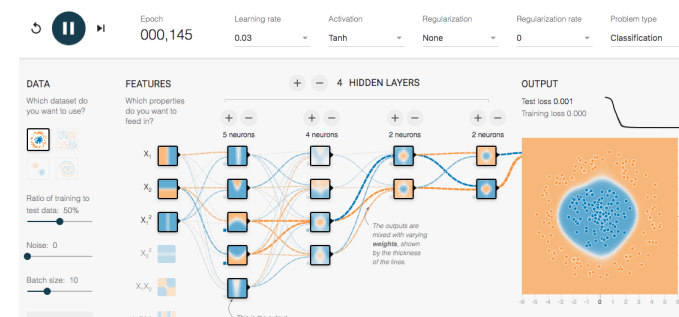 Epoch
000,145
Learning rate
0.03
Activation
Tanh
Regularization
None
Regularization rate
0
Problem type
Classification
DATA
Which dataset do
you want to use?
Ratio of training to
test data: 50%
Noise: 0
Batch size: 10
FEATURES
Which properties
do you want to
feed in?
X₁
X₂
X₁²
X₂²
X₁X₂
+ − 4 HIDDEN LAYERS
+ −
5 neurons
+ −
4 neurons
+ −
2 neurons
+ −
2 neurons
The outputs are
mixed with varying
weights, shown
by the thickness
of the lines.
This is the output
OUTPUT
Test loss 0.001
Training loss 0.000
-6 -5 -4 -3 -2 -1 0 1 2 3 4 5 6